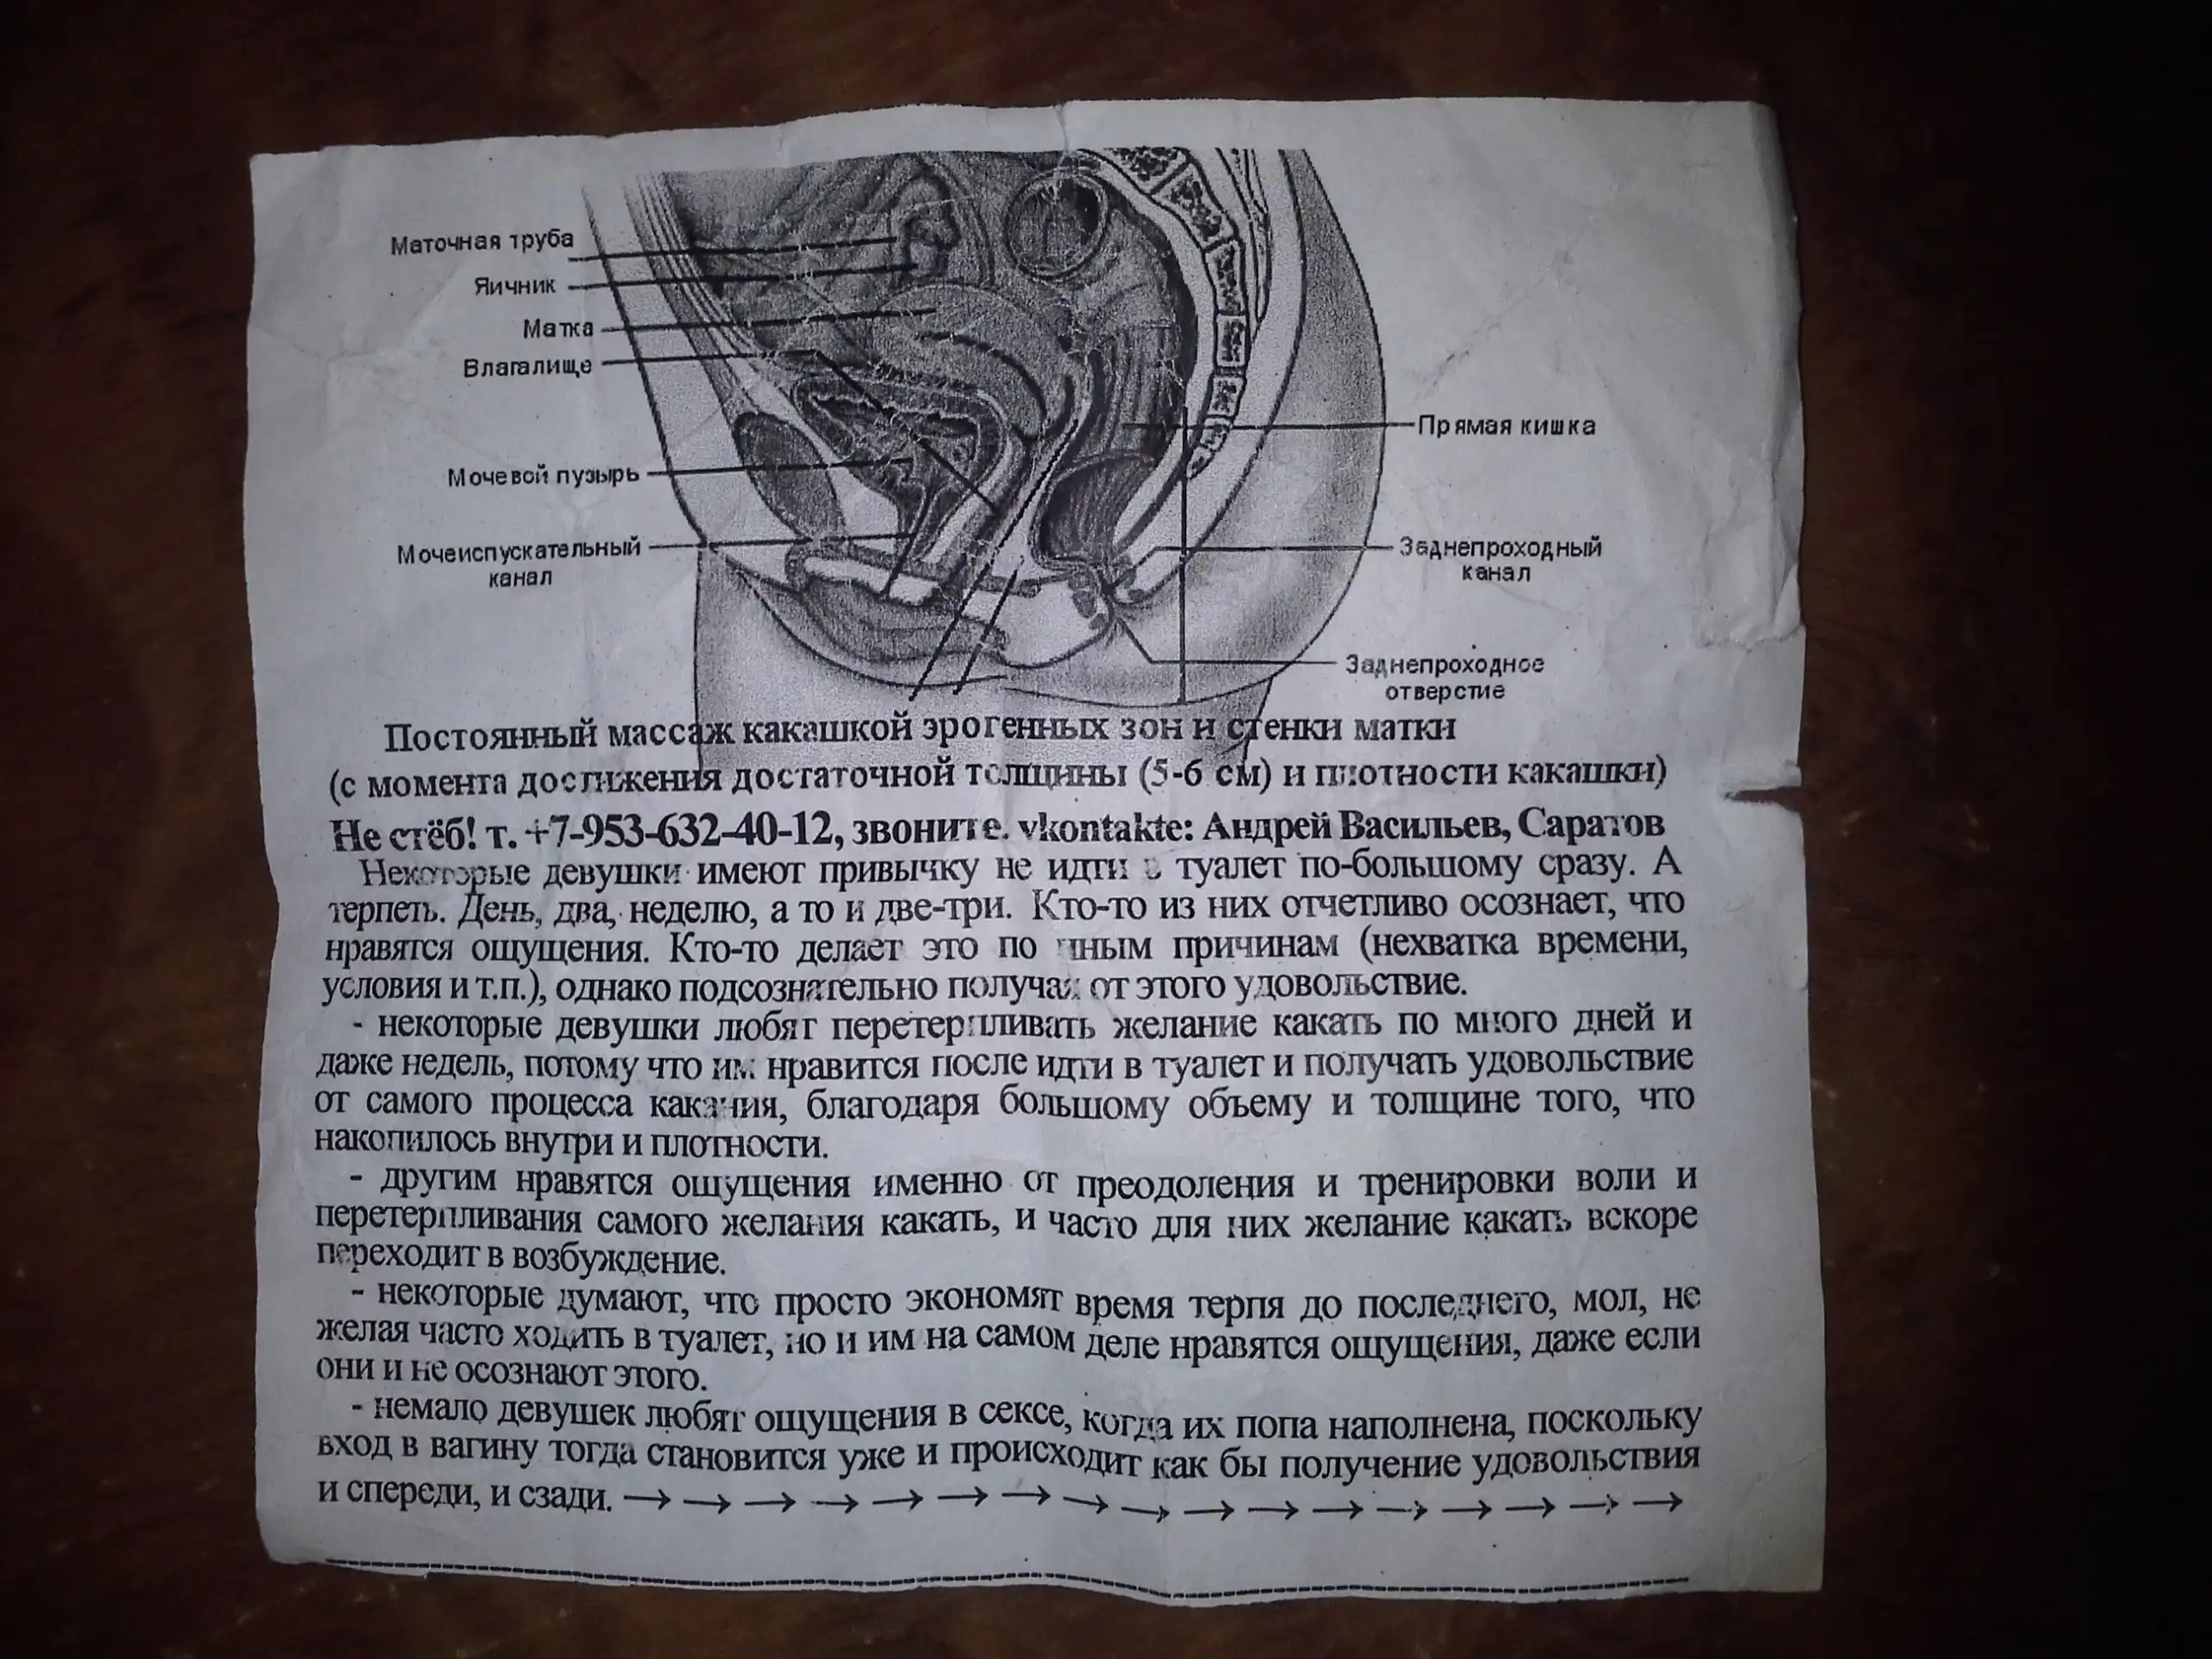 Маточная труба
Яичник
Матка
Влагалище
Мочевой пузырь
Мочеиспускательный
канал
Прямая кишка
Заднепроходный
канал
Заднепроходное
отверстие
Постоянный массаж какашкой эрогенных зон и стенки матки
(с момента достижения достаточной толщины (5-6 см) и плотности какашки)
Не стёб! т. +7-953-632-40-12, звоните. vkontakte: Андрей Васильев, Саратов
Некоторые девушки имеют привычку не идти в туалет по-большому сразу. А
терпеть. День, два, неделю, а то и две-три. Кто-то из них отчетливо осознает, что
нравятся ощущения. Кто-то делает это по иным причинам (нехватка времени,
условия и т.п.), однако подсознательно получая от этого удовольствие.
- некоторые девушки любят перетерпливать желание какать по много дней и
даже недель, потому что им нравится после идти в туалет и получать удовольствие
от самого процесса какания, благодаря большому объему и толщине того, что
накопилось внутри и плотности.
- другим нравятся ощущения именно от преодоления и тренировки воли и
перетерпливания самого желания какать, и часто для них желание какать вскоре
переходит в возбуждение.
- некоторые думают, что просто экономят время терпя до последнего, мол, не
желая часто ходить в туалет, но и им на самом деле нравятся ощущения, даже если
они и не осознают этого.
- немало девушек любят ощущения в сексе, когда их попа наполнена, поскольку
вход в вагину тогда становится уже и происходит как бы получение удовольствия
и спереди, и сзади. → → → → → → → → → → → → → → → → →